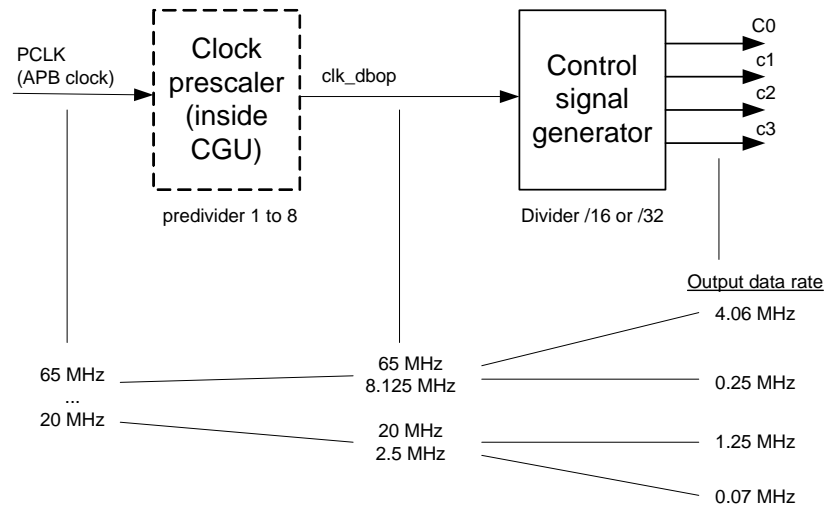 PCLK
(APB clock)
Clock
prescaler
(inside
CGU)
predivider 1 to 8
clk_dbop
Control
signal
generator
Divider /16 or /32
C0
c1
c2
c3
Output data rate
4.06 MHz
65 MHz
...
20 MHz
65 MHz
8.125 MHz
0.25 MHz
20 MHz
2.5 MHz
1.25 MHz
0.07 MHz